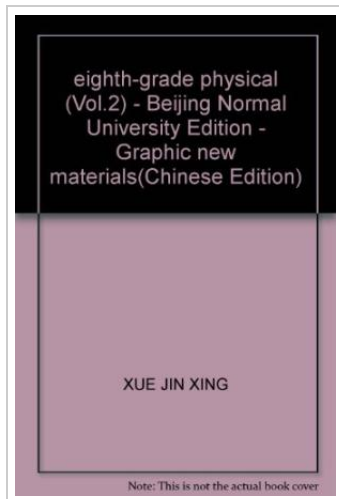 eighth-grade physical
(Vol.2) - Beijing Normal
University Edition -
Graphic new
materials(Chinese Edition)
XUE JIN XING
Note: This is not the actual book cover